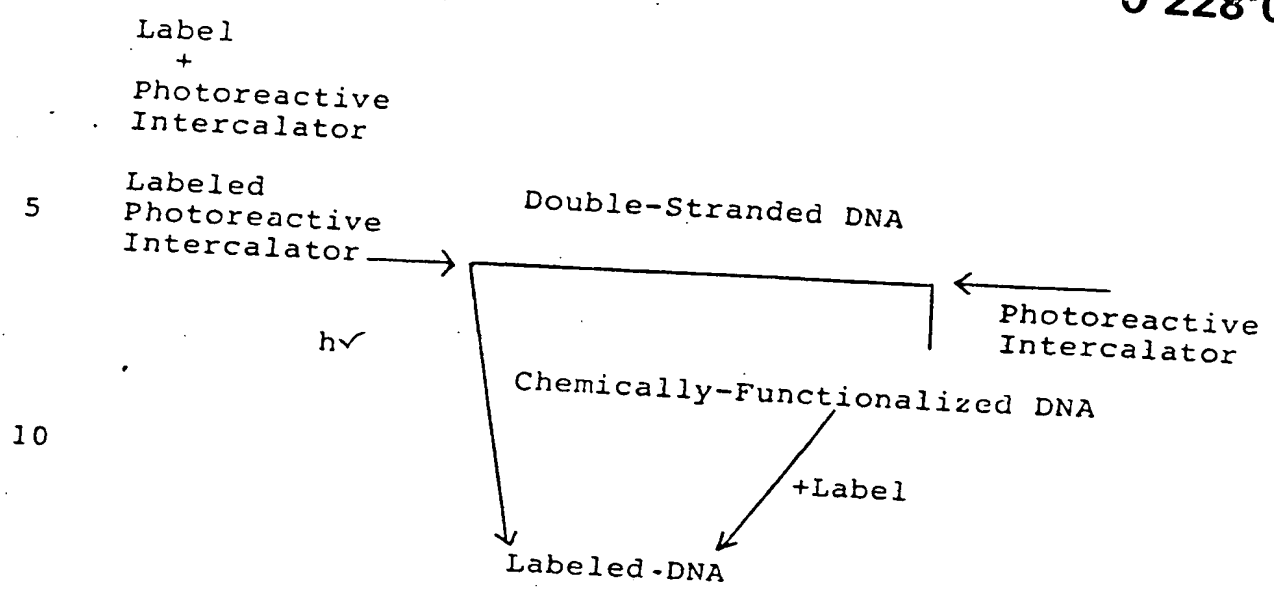 Label
+
Photoreactive
Intercalator
Labeled
5 Photoreactive
Intercalator
Double-Stranded DNA
Photoreactive
Intercalator
h✓
Chemically-Functionalized DNA
10
+Label
Labeled-DNA